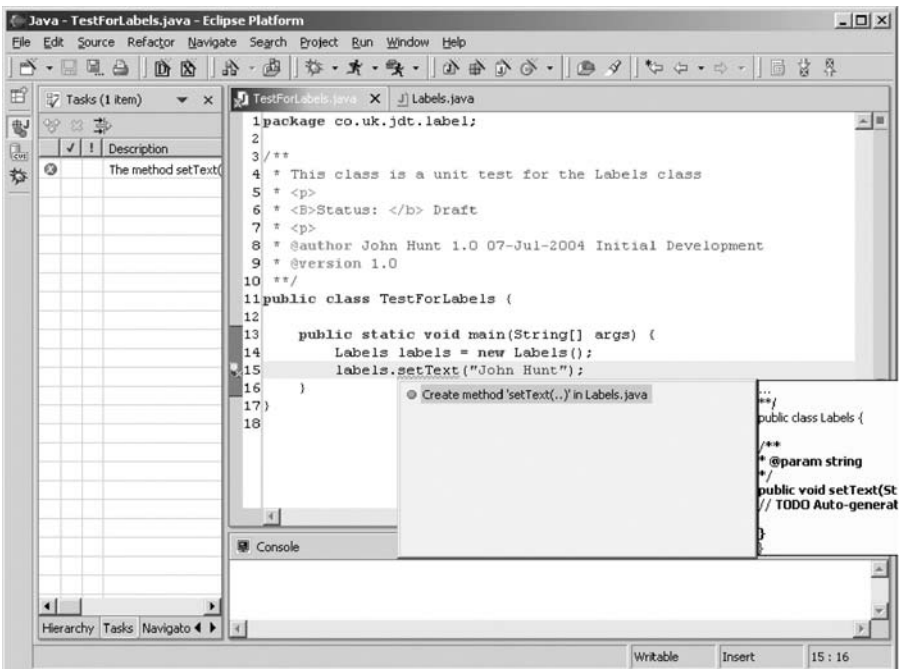 Java - TestForLabels.java - Eclipse Platform
File Edit Source Refactor Navigate Search Project Run Window Help
Tasks (1 item)
TestForLabels.java
Labels.java
! Description
The method setText(
1 package co.uk.jdt.label;
2
3 /**
4 * This class is a unit test for the Labels class
5 * <p>
6 * <B>Status: </b> Draft
7 * <p>
8 * @author John Hunt 1.0 07-Jul-2004 Initial Development
9 * @version 1.0
10 **/
11 public class TestForLabels {
12
13 public static void main(String[] args) {
14 Labels labels = new Labels();
15 labels.setText("John Hunt");
16 }
17 }
18
Create method 'setText(..)' in Labels.java
...
**/
public class Labels {
/**
* @param string
*/
public void setText(St
// TODO Auto-generat
}
}
Console
Hierarchy Tasks Navigato
Writable Insert 15 : 16